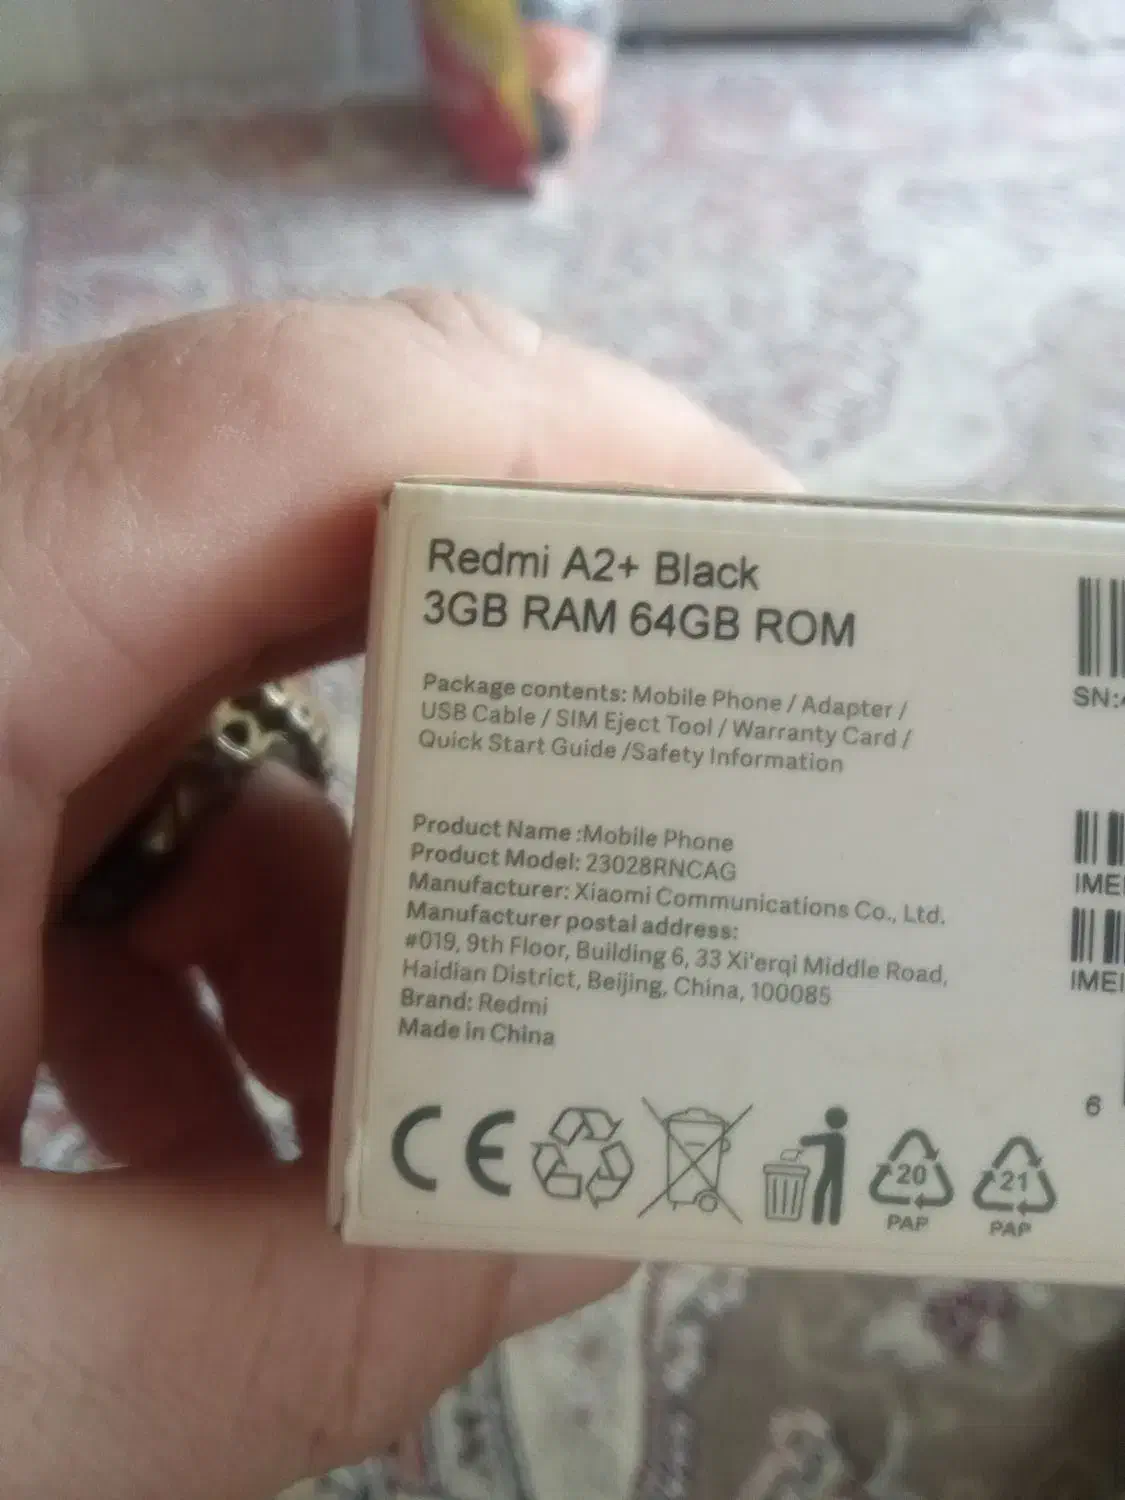 Redmi A2+ Black
3GB RAM 64GB ROM
Package contents: Mobile Phone / Adapter /
USB Cable / SIM Eject Tool / Warranty Card /
Quick Start Guide /Safety Information
Product Name :Mobile Phone
Product Model: 23028RNCAG
Manufacturer: Xiaomi Communications Co., Ltd.
Manufacturer postal address:
#019, 9th Floor, Building 6, 33 Xi'erqi Middle Road,
Haidian District, Beijing, China, 100085
Brand: Redmi
Made in China
CE
20
PAP
21
PAP
SN:
IMEI
IMEI
6